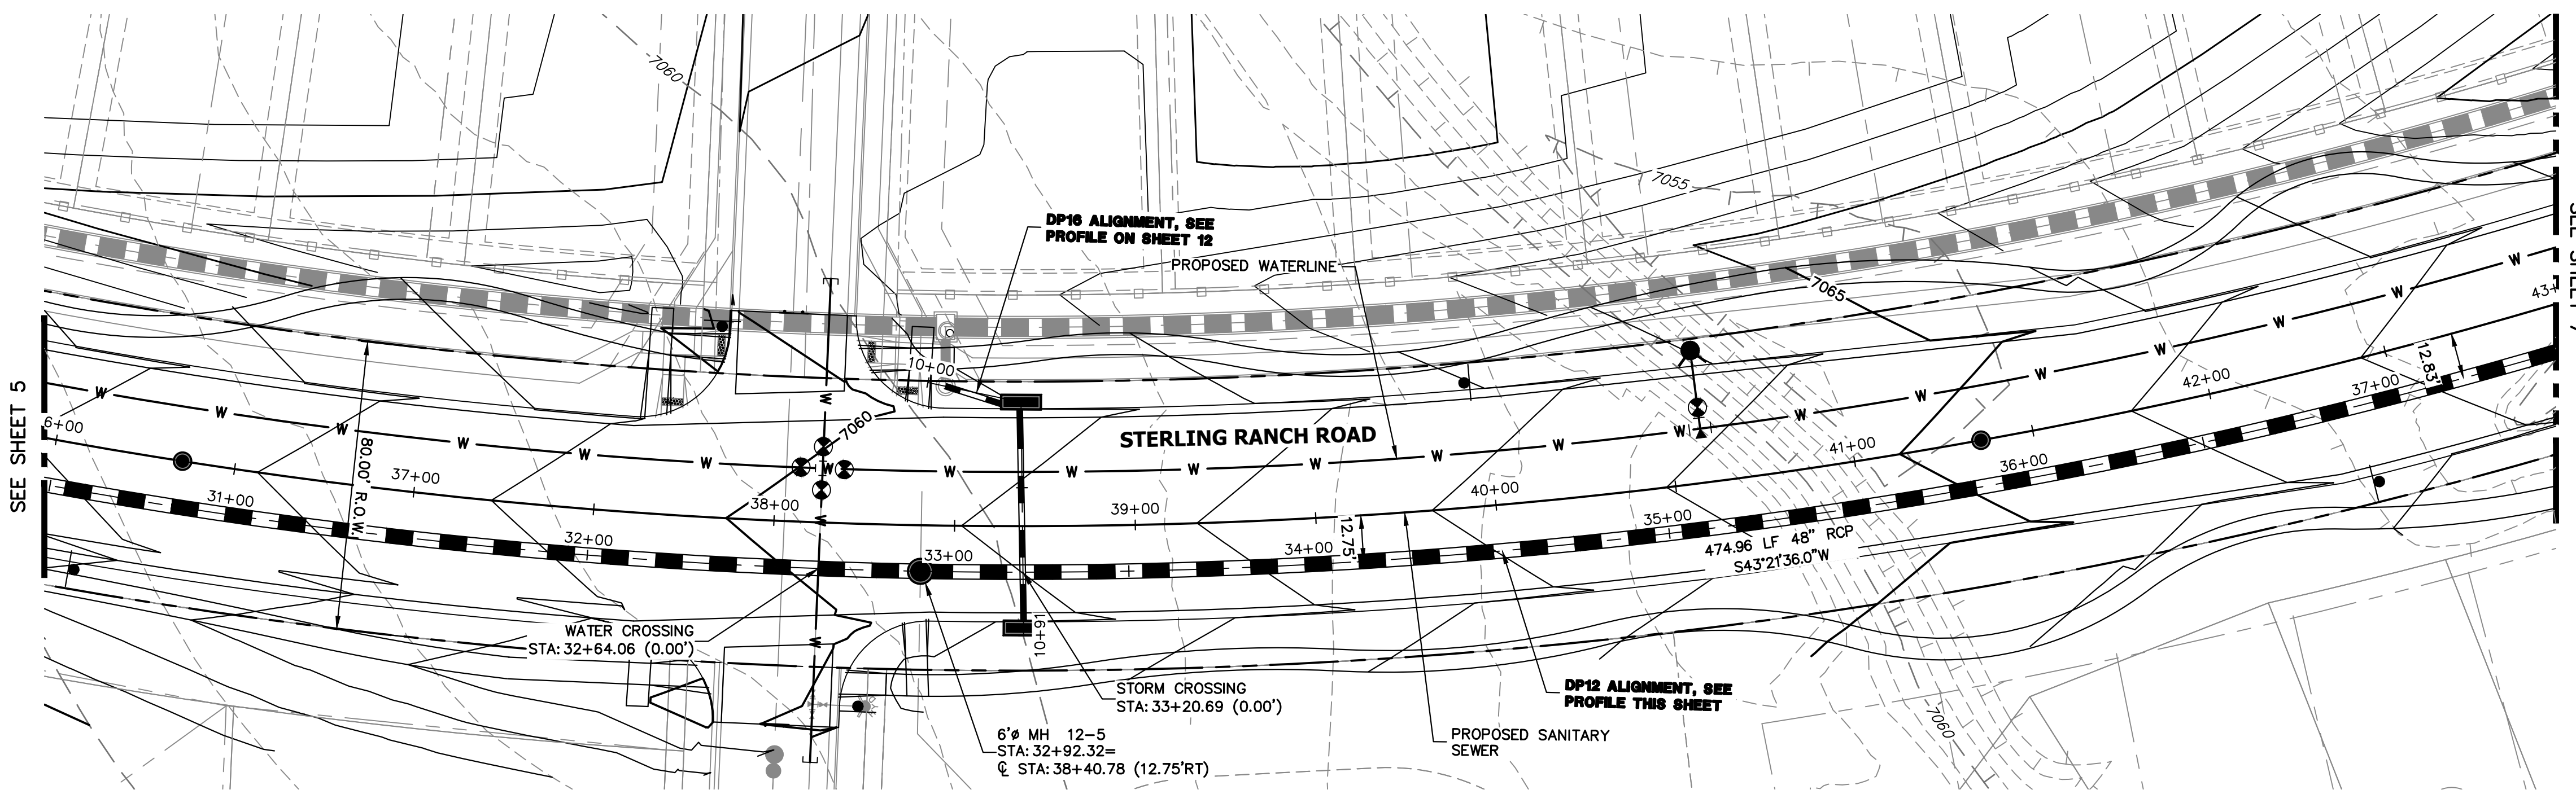 7060
7055
DP16 ALIGNMENT, SEE
PROFILE ON SHEET 12
PROPOSED WATERLINE
7065
SEE SHEET 5
6+00
37+00
38+00
39+00
40+00
41+00
42+00
43+
10+00
7060
STERLING RANCH ROAD
W W W W W W W W W W W W W W W W W W W W
W
W
W
80.00' R.O.W.
31+00
32+00
33+00
34+00
35+00
36+00
37+00
12.75'
12.83'
474.96 LF 48" RCP
S43°21'36.0"W
WATER CROSSING
STA: 32+64.06 (0.00')
10+61
STORM CROSSING
STA: 33+20.69 (0.00')
6'ø MH 12-5
STA: 32+92.32=
℄ STA: 38+40.78 (12.75'RT)
DP12 ALIGNMENT, SEE
PROFILE THIS SHEET
PROPOSED SANITARY
SEWER
7060